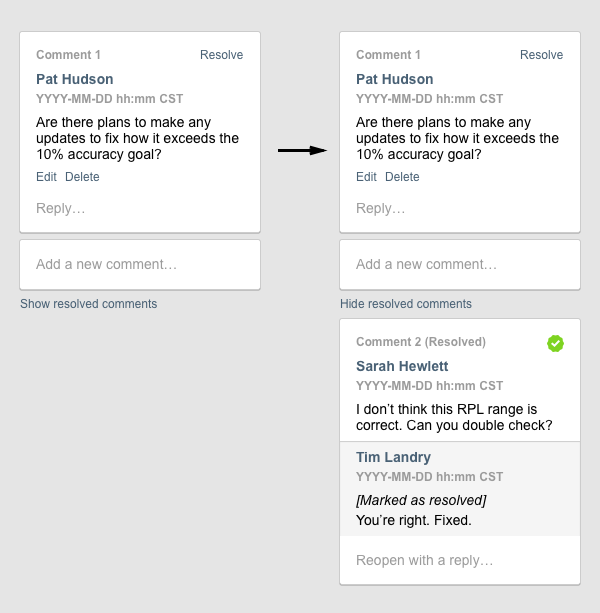 Comment 1
Resolve
Pat Hudson
YYYY-MM-DD hh:mm CST
Are there plans to make any
updates to fix how it exceeds the
10% accuracy goal?
Edit Delete
Reply…
Add a new comment…
Show resolved comments
Comment 1
Resolve
Pat Hudson
YYYY-MM-DD hh:mm CST
Are there plans to make any
updates to fix how it exceeds the
10% accuracy goal?
Edit Delete
Reply…
Add a new comment…
Hide resolved comments
Comment 2 (Resolved)
Sarah Hewlett
YYYY-MM-DD hh:mm CST
I don’t think this RPL range is
correct. Can you double check?
Tim Landry
YYYY-MM-DD hh:mm CST
[Marked as resolved]
You’re right. Fixed.
Reopen with a reply…